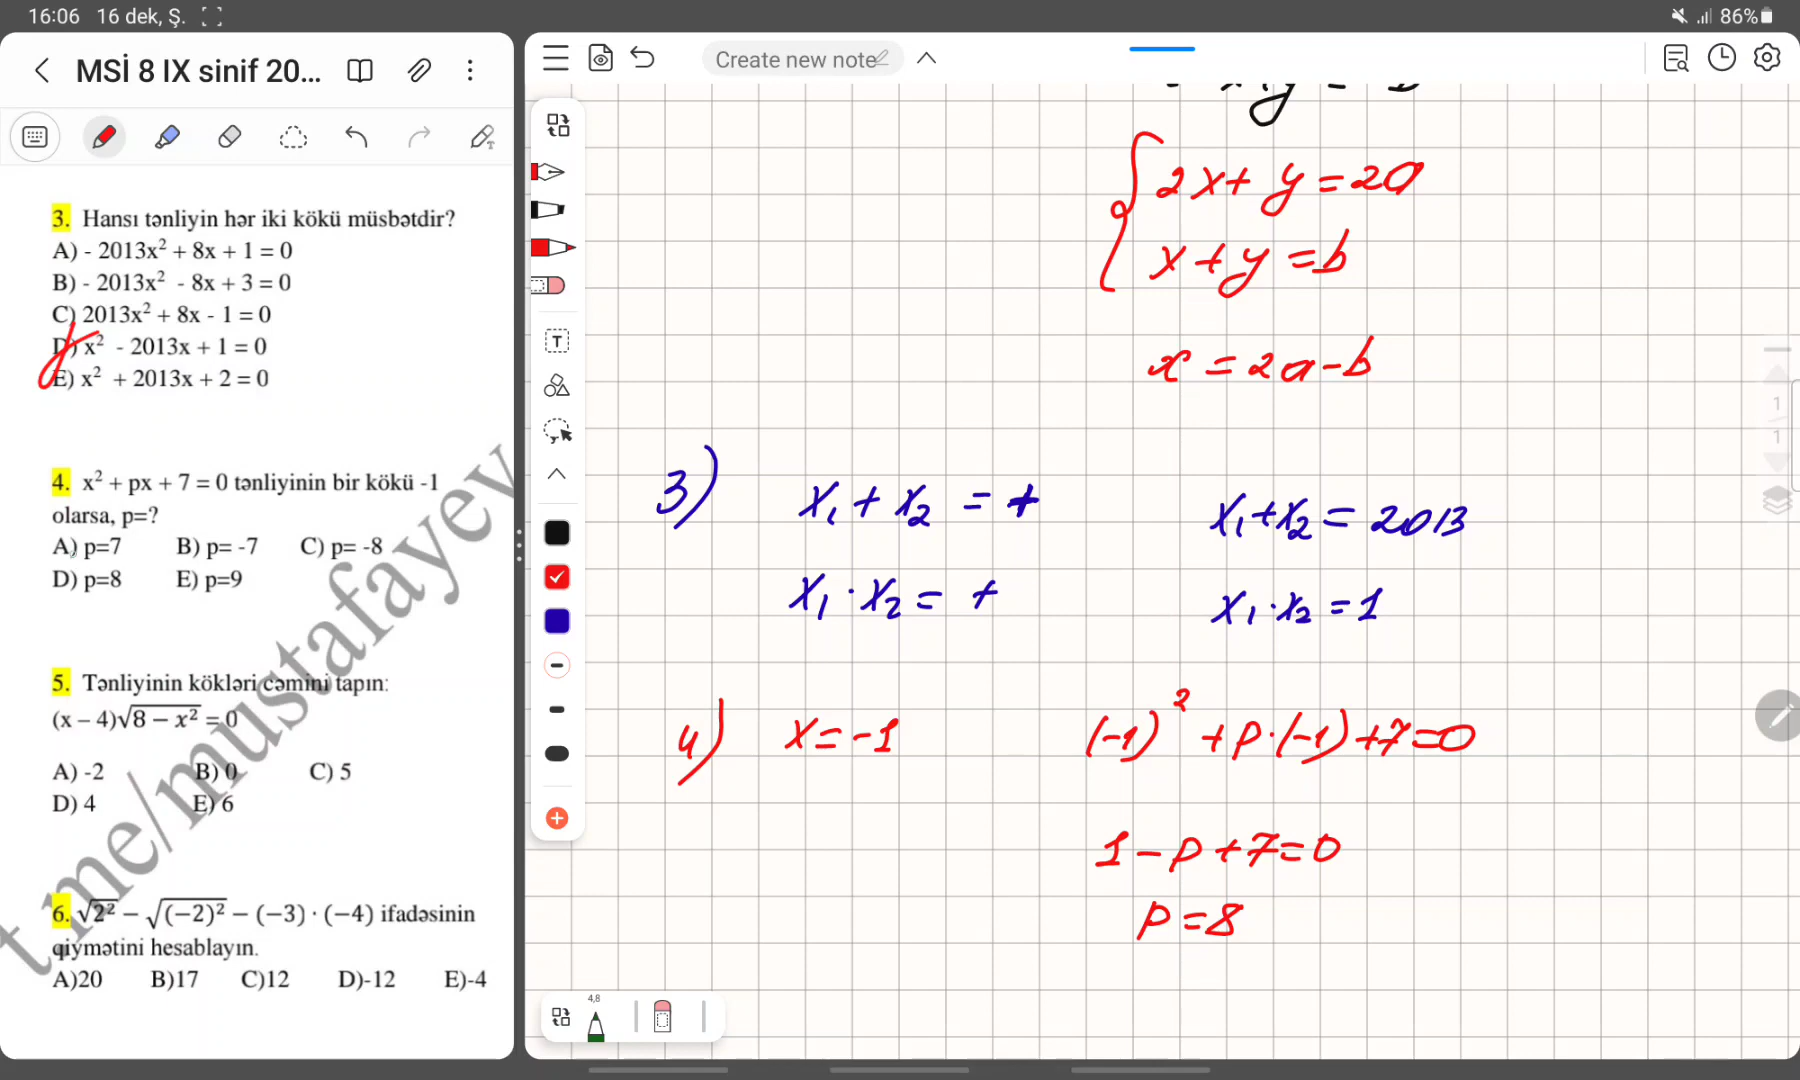 16:06 16 dek, Ş.
86%
MSİ 8 IX sinif 20...
Create new note
3. Hansı tənliyin hər iki kökü müsbətdir?
A) - 2013x² + 8x + 1 = 0
B) - 2013x² - 8x + 3 = 0
C) 2013x² + 8x - 1 = 0
D) x² - 2013x + 1 = 0
E) x² + 2013x + 2 = 0
4. x² + px + 7 = 0 tənliyinin bir kökü -1
olarsa, p=?
A) p=7 B) p= -7 C) p= -8
D) p=8 E) p=9
5. Tənliyinin kökləri cəmini tapın:
(x – 4)√8 − x² = 0
A) -2 B) 0 C) 5
D) 4 E) 6
6. √2² − √(−2)² − (−3) · (−4) ifadəsinin
qiymətini hesablayın.
A)20 B)17 C)12 D)-12 E)-4
t.me/mustafayev
T
4,8
2x + y = 2a
x + y = b
x = 2a - b
3) x₁ + x₂ = + x₁ + x₂ = 2013
x₁ · x₂ = + x₁ · x₂ = 1
4) x = -1 (-1)² + p · (-1) + 7 = 0
1 - p + 7 = 0
p = 8
1
1